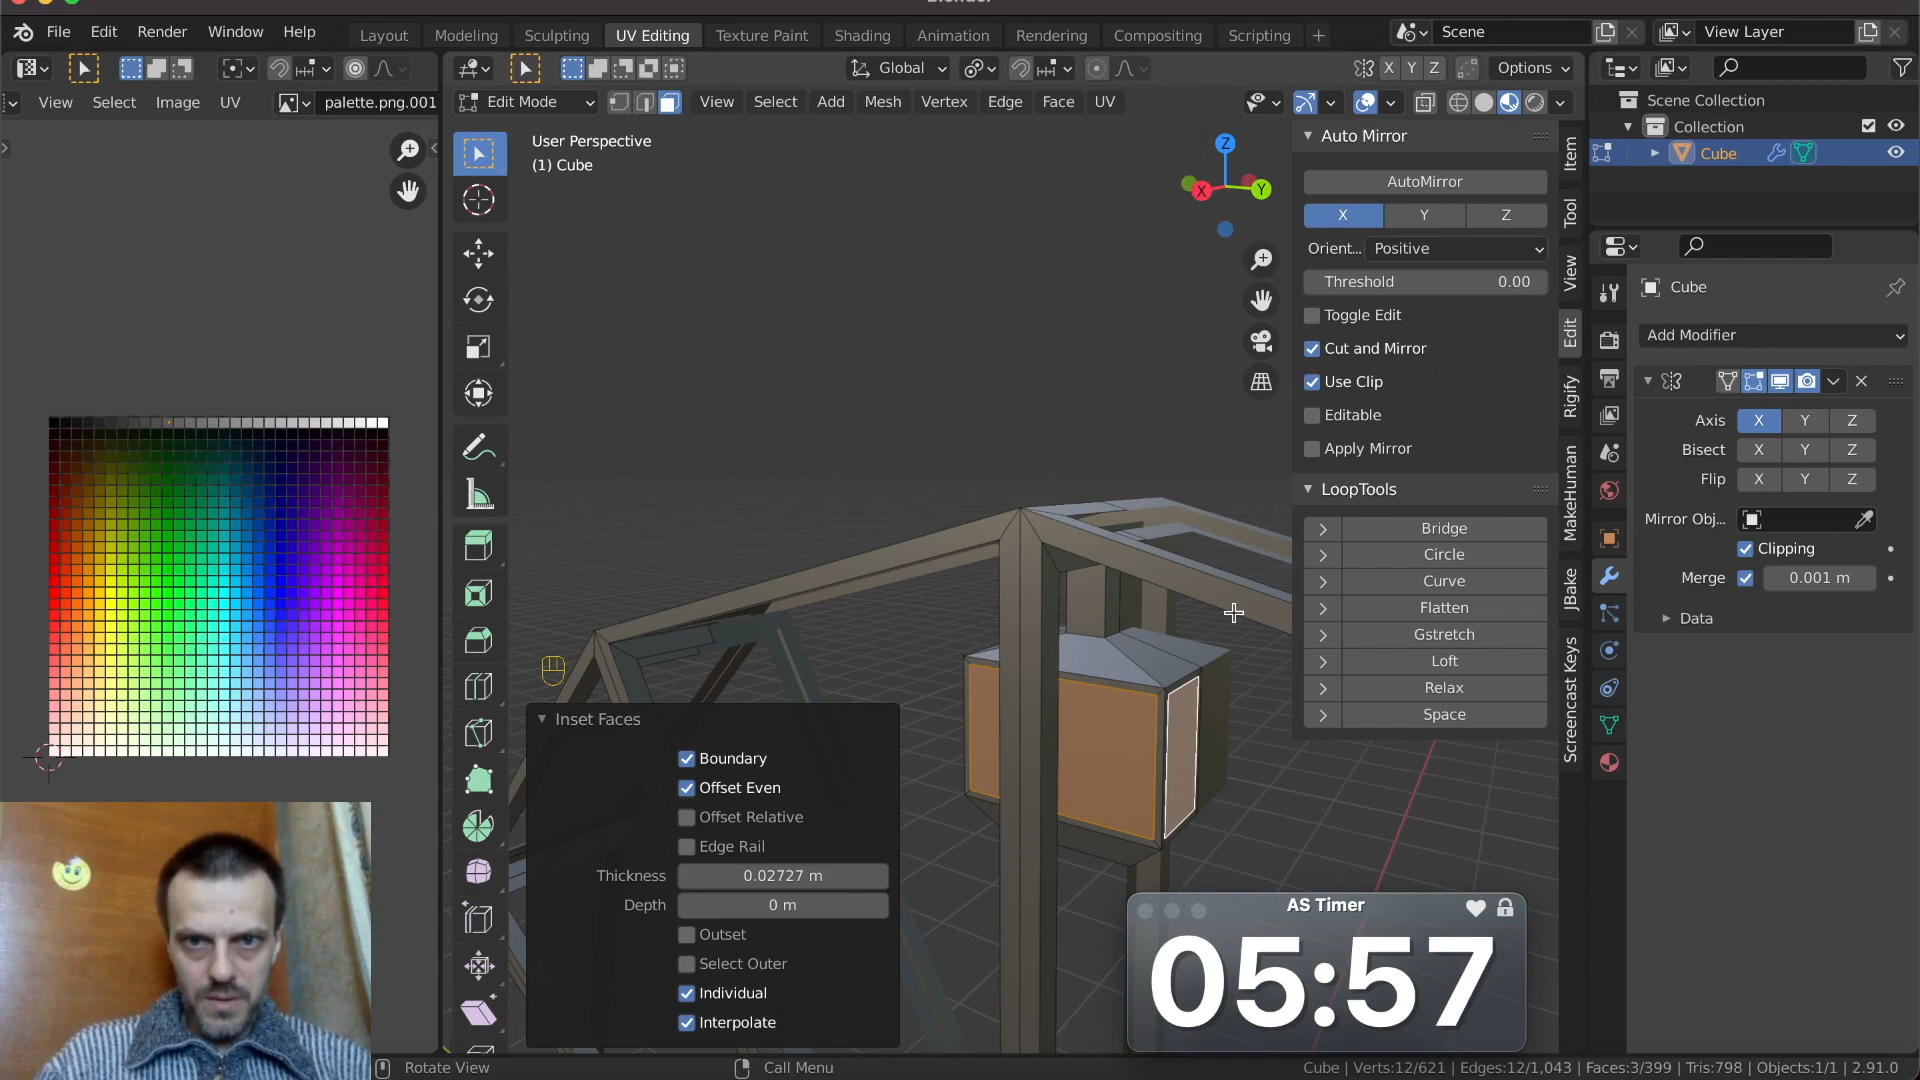 Blender
File Edit Render Window Help
Layout Modeling Sculpting UV Editing Texture Paint Shading Animation Rendering Compositing Scripting
Scene
View Layer
Global
X Y Z
Options
View Select Image UV
palette.png.001
Edit Mode
View Select Add Mesh Vertex Edge Face UV
User Perspective
(1) Cube
Z
X
Y
Auto Mirror
AutoMirror
X Y Z
Orient... Positive
Threshold 0.00
Toggle Edit
Cut and Mirror
Use Clip
Editable
Apply Mirror
LoopTools
Bridge
Circle
Curve
Flatten
Gstretch
Loft
Relax
Space
Item
Tool
View
Edit
Rigify
MakeHuman
JBake
Screencast Keys
Scene Collection
Collection
Cube
Cube
Add Modifier
Axis X Y Z
Bisect X Y Z
Flip X Y Z
Mirror Obj...
Clipping
Merge 0.001 m
Data
Inset Faces
Boundary
Offset Even
Offset Relative
Edge Rail
Thickness 0.02727 m
Depth 0 m
Outset
Select Outer
Individual
Interpolate
AS Timer
05:57
Rotate View
Call Menu
Cube | Verts:12/621 | Edges:12/1,043 | Faces:3/399 | Tris:798 | Objects:1/1 | 2.91.0